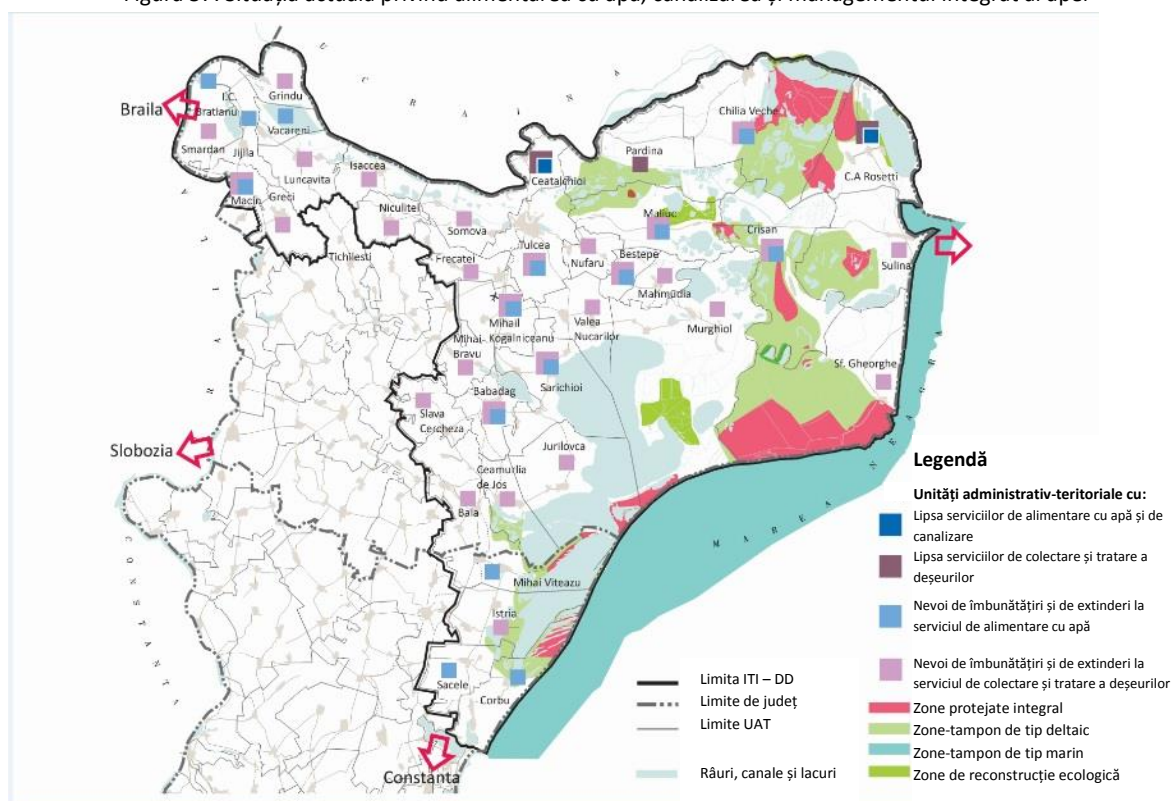 Figura 5: Situația actuală privind alimentarea cu apă, canalizarea și managementul integrat al apei
U C R A I N A
Braila
I.C.
Bratianu
Grindu
Vacareni
Smardan
Jijila
Luncavita
Isaccea
Macin
Greci
Niculitel
Somova
Tichilesti
Frecatei
Chilia Veche
Pardina
Ceatalchioi
C.A Rosetti
Maliuc
Crisan
Tulcea
Nufaru
Bestepe
Mahmudia
Sulina
Mihail
Kogalniceanu
Valea
Nucarilor
Murghiol
Mihai-
Bravu
Sarichioi
Sf. Gheorghe
Babadag
Slava
Cercheza
Jurilovca
Slobozia
Ceamurlia
de Jos
Baia
C O N S T A N T A
M A R E A N E A G R A
Mihai Viteazu
Istria
Sacele
Corbu
Constanta
Legendă
Unități administrativ-teritoriale cu:
Lipsa serviciilor de alimentare cu apă și de
canalizare
Lipsa serviciilor de colectare și tratare a
deșeurilor
Nevoi de îmbunătățiri și de extinderi la
serviciul de alimentare cu apă
Nevoi de îmbunătățiri și de extinderi la
serviciul de colectare și tratare a deșeurilor
Zone protejate integral
Zone-tampon de tip deltaic
Zone-tampon de tip marin
Zone de reconstrucție ecologică
Limita ITI – DD
Limite de județ
Limite UAT
Râuri, canale și lacuri